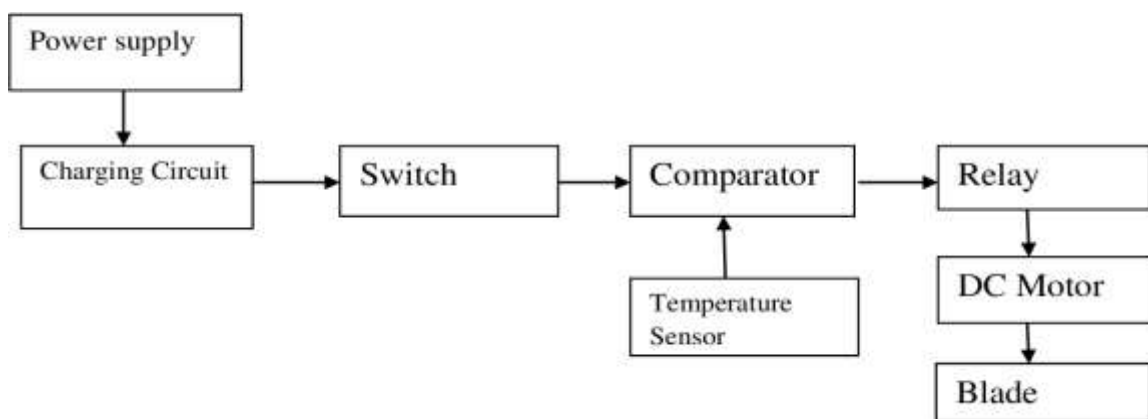 Power supply
Charging Circuit
Switch
Comparator
Relay
Temperature
Sensor
DC Motor
Blade